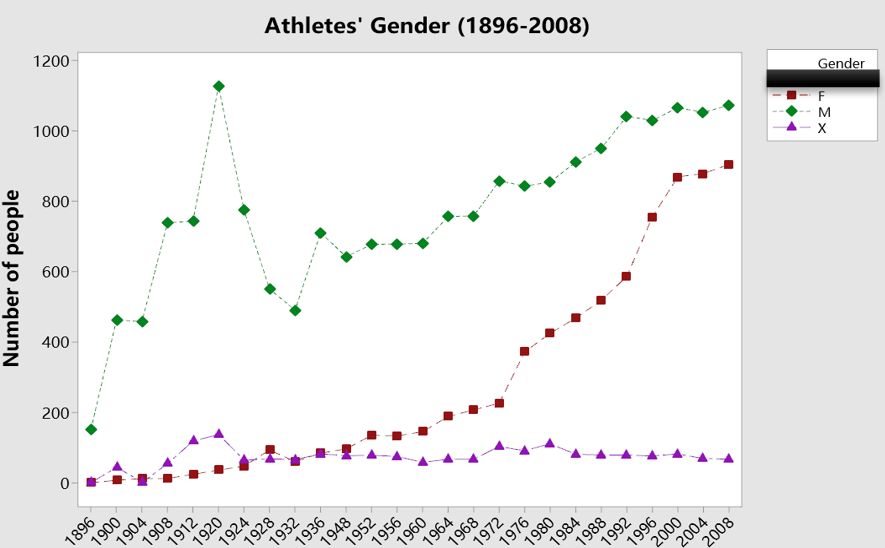 Athletes' Gender (1896-2008)
Gender
F
M
X
Number of people
1200
1000
800
600
400
200
0
1896 1900 1904 1908 1912 1920 1924 1928 1932 1936 1948 1952 1956 1960 1964 1968 1972 1976 1980 1984 1988 1992 1996 2000 2004 2008